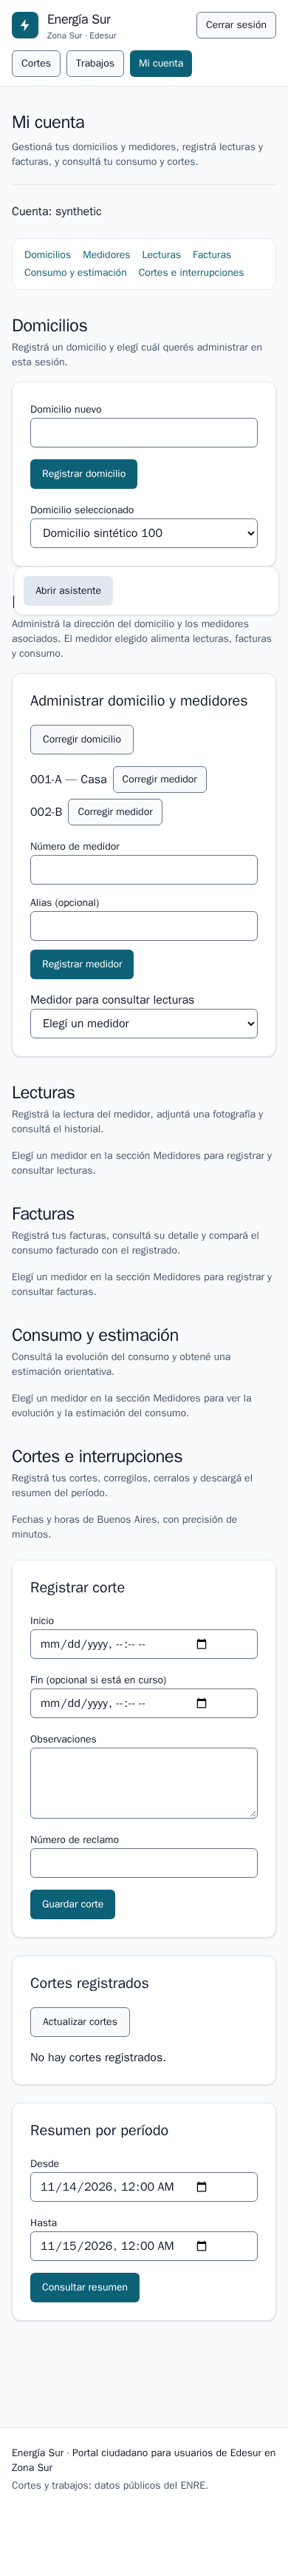 Energía Sur
Zona Sur · Edesur
Cerrar sesión
Cortes
Trabajos
Mi cuenta
Mi cuenta
Gestioná tus domicilios y medidores, registrá lecturas y
facturas, y consultá tu consumo y cortes.
Cuenta: synthetic
Domicilios
Medidores
Lecturas
Facturas
Consumo y estimación
Cortes e interrupciones
Domicilios
Registrá un domicilio y elegí cuál querés administrar en
esta sesión.
Domicilio nuevo
Registrar domicilio
Domicilio seleccionado
Domicilio sintético 100
Abrir asistente
Administrá la dirección del domicilio y los medidores
asociados. El medidor elegido alimenta lecturas, facturas
y consumo.
Administrar domicilio y medidores
Corregir domicilio
001-A — Casa
Corregir medidor
002-B
Corregir medidor
Número de medidor
Alias (opcional)
Registrar medidor
Medidor para consultar lecturas
Elegí un medidor
Lecturas
Registrá la lectura del medidor, adjuntá una fotografía y
consultá el historial.
Elegí un medidor en la sección Medidores para registrar y
consultar lecturas.
Facturas
Registrá tus facturas, consultá su detalle y compará el
consumo facturado con el registrado.
Elegí un medidor en la sección Medidores para registrar y
consultar facturas.
Consumo y estimación
Consultá la evolución del consumo y obtené una
estimación orientativa.
Elegí un medidor en la sección Medidores para ver la
evolución y la estimación del consumo.
Cortes e interrupciones
Registrá tus cortes, corregilos, cerralos y descargá el
resumen del período.
Fechas y horas de Buenos Aires, con precisión de
minutos.
Registrar corte
Inicio
mm/dd/yyyy, --:-- --
Fin (opcional si está en curso)
mm/dd/yyyy, --:-- --
Observaciones
Número de reclamo
Guardar corte
Cortes registrados
Actualizar cortes
No hay cortes registrados.
Resumen por período
Desde
11/14/2026, 12:00 AM
Hasta
11/15/2026, 12:00 AM
Consultar resumen
Energía Sur · Portal ciudadano para usuarios de Edesur en
Zona Sur
Cortes y trabajos: datos públicos del ENRE.